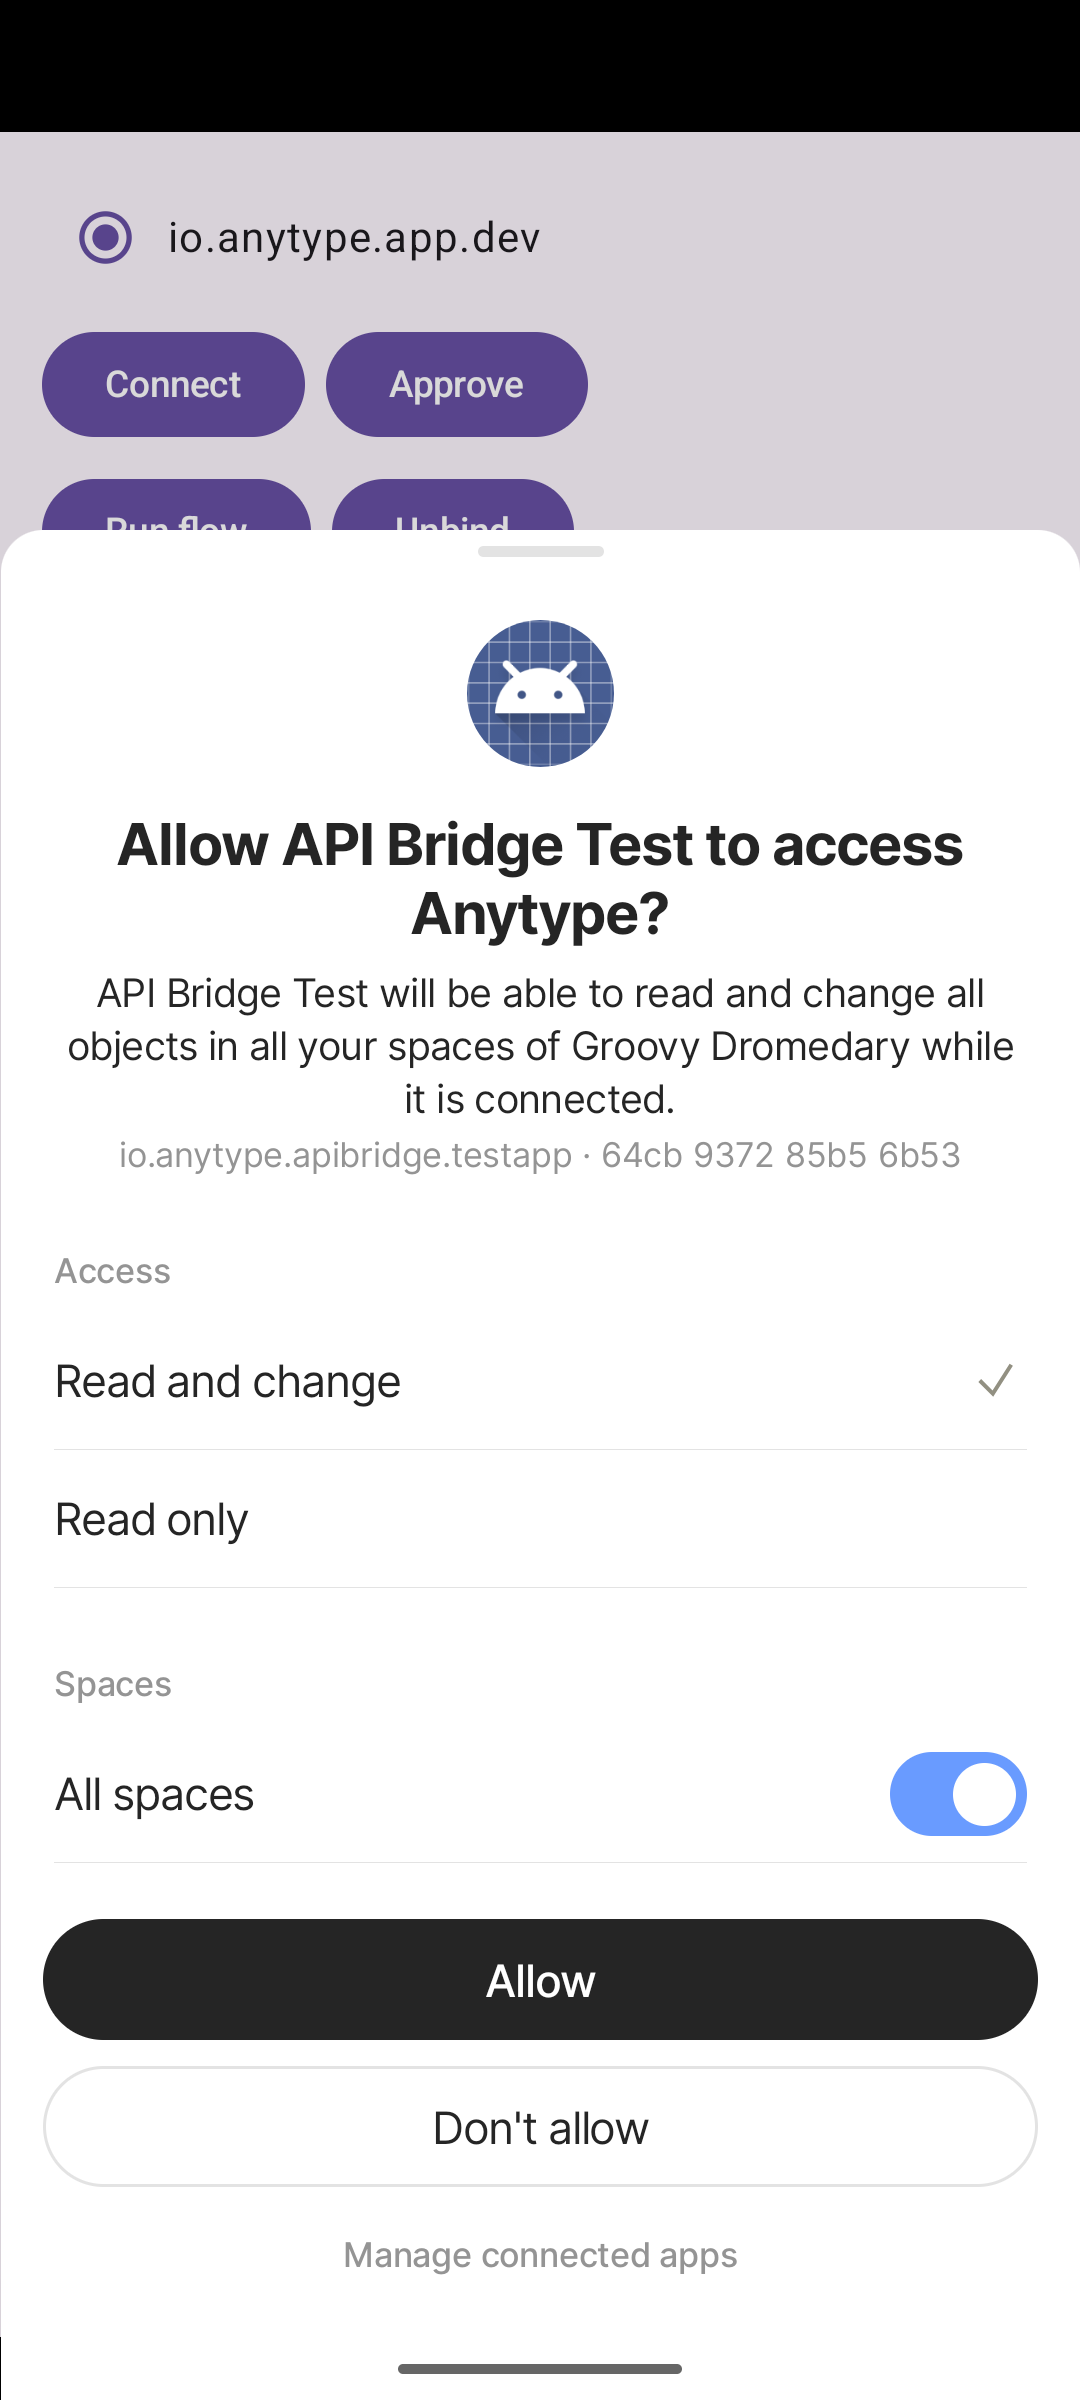 io.anytype.app.dev
Connect
Approve
Run flow
Unbind
Allow API Bridge Test to access
Anytype?
API Bridge Test will be able to read and change all
objects in all your spaces of Groovy Dromedary while
it is connected.
io.anytype.apibridge.testapp · 64cb 9372 85b5 6b53
Access
Read and change
Read only
Spaces
All spaces
Allow
Don't allow
Manage connected apps